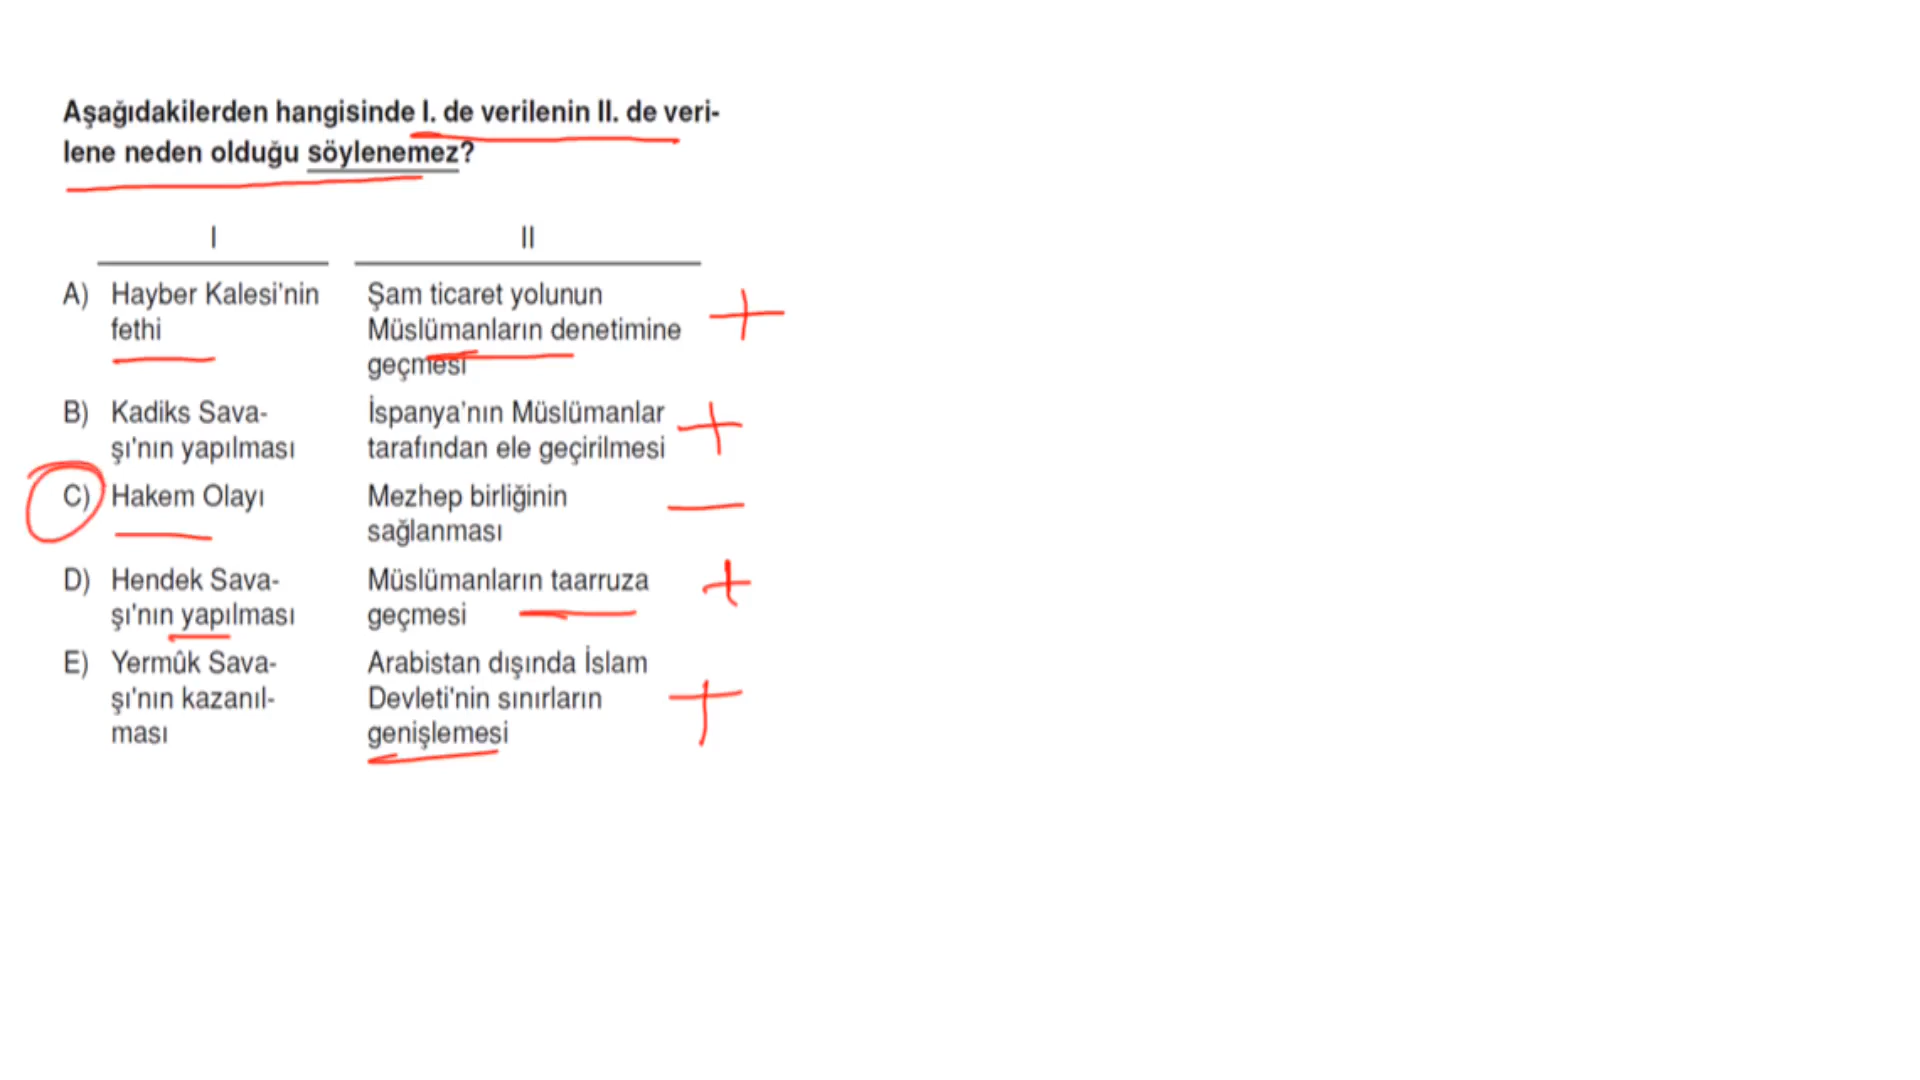 Aşağıdakilerden hangisinde I. de verilenin II. de veri-
lene neden olduğu söylenemez?
I II
A) Hayber Kalesi'nin Şam ticaret yolunun
fethi Müslümanların denetimine
geçmesi
B) Kadiks Sava- İspanya'nın Müslümanlar
şı'nın yapılması tarafından ele geçirilmesi
C) Hakem Olayı Mezhep birliğinin
sağlanması
D) Hendek Sava- Müslümanların taarruza
şı'nın yapılması geçmesi
E) Yermûk Sava- Arabistan dışında İslam
şı'nın kazanıl- Devleti'nin sınırların
ması genişlemesi